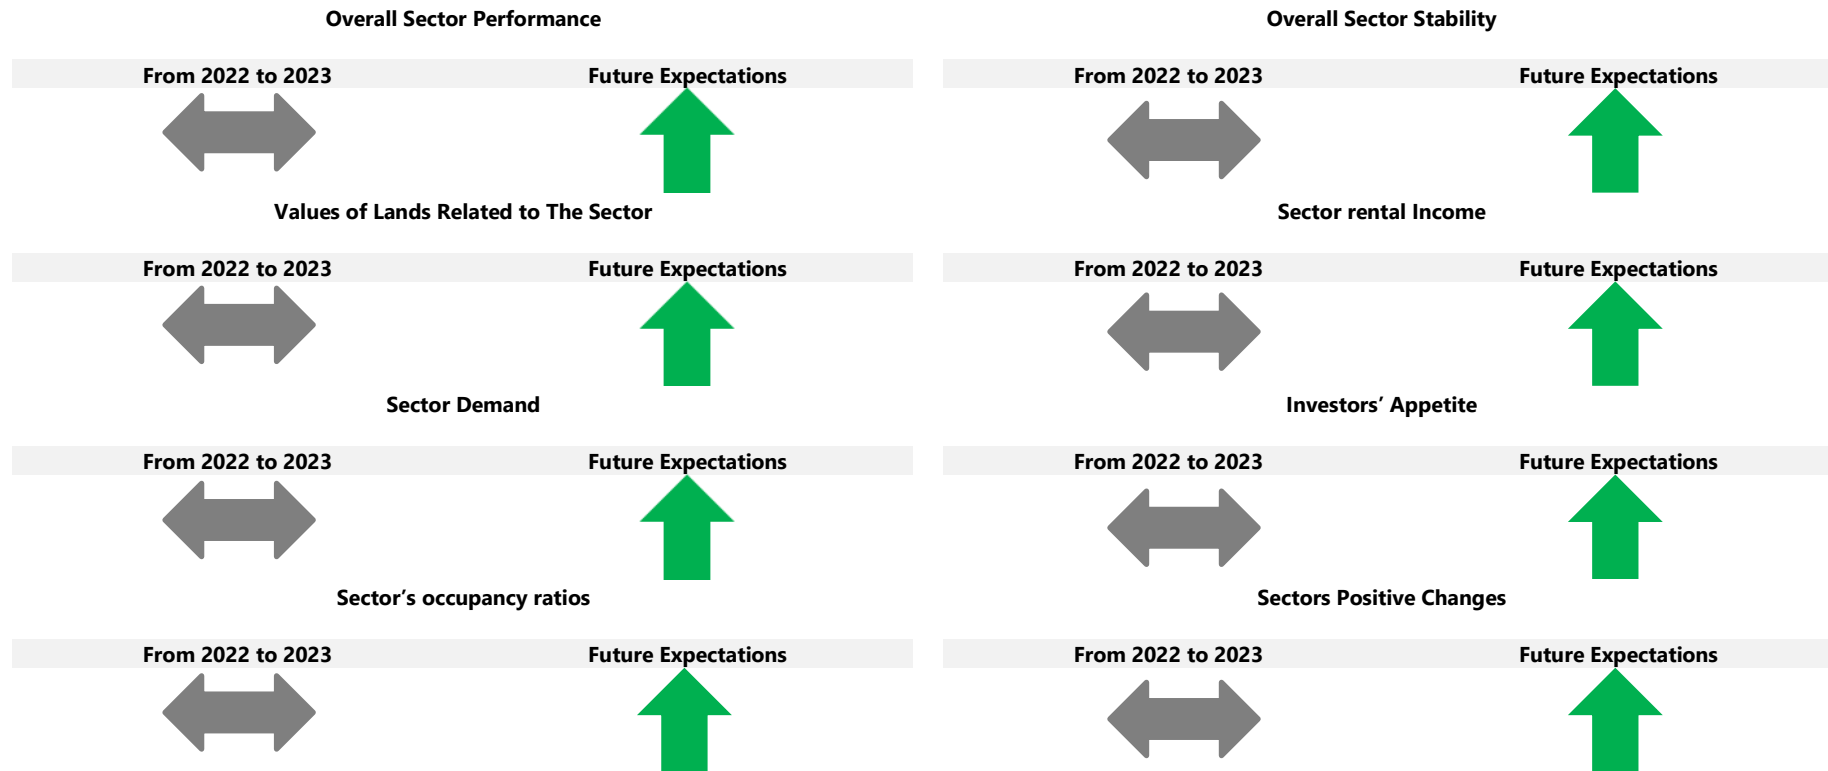 Overall Sector Performance
From 2022 to 2023 Future Expectations
Values of Lands Related to The Sector
From 2022 to 2023 Future Expectations
Sector Demand
From 2022 to 2023 Future Expectations
Sector’s occupancy ratios
From 2022 to 2023 Future Expectations
Overall Sector Stability
From 2022 to 2023 Future Expectations
Sector rental Income
From 2022 to 2023 Future Expectations
Investors’ Appetite
From 2022 to 2023 Future Expectations
Sectors Positive Changes
From 2022 to 2023 Future Expectations